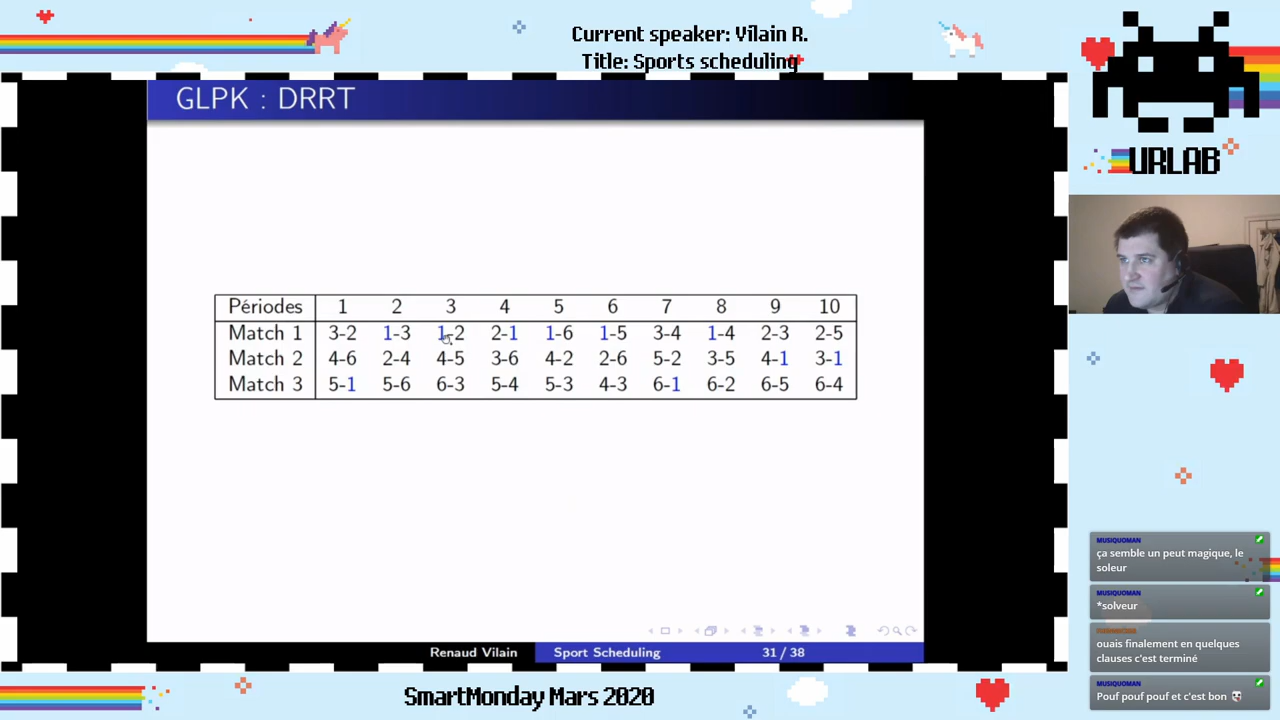 Current speaker: Vilain R.
Title: Sports scheduling
URLAB
GLPK : DRRT
Périodes 1 2 3 4 5 6 7 8 9 10
Match 1 3-2 1-3 1-2 2-1 1-6 1-5 3-4 1-4 2-3 2-5
Match 2 4-6 2-4 4-5 3-6 4-2 2-6 5-2 3-5 4-1 3-1
Match 3 5-1 5-6 6-3 5-4 5-3 4-3 6-1 6-2 6-5 6-4
Renaud Vilain Sport Scheduling 31 / 38
MUSIQUOMAN
ça semble un peut magique, le
soleur
MUSIQUOMAN
*solveur
ouais finalement en quelques
clauses c'est terminé
MUSIQUOMAN
Pouf pouf pouf et c'est bon
SmartMonday Mars 2020